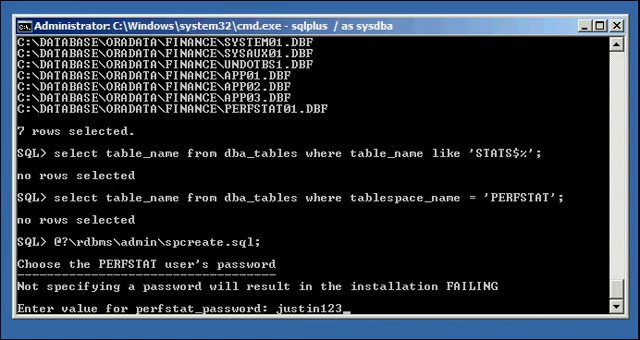 Administrator: C:\Windows\system32\cmd.exe - sqlplus / as sysdba
C:\DATABASE\ORADATA\FINANCE\SYSTEM01.DBF
C:\DATABASE\ORADATA\FINANCE\SYSAUX01.DBF
C:\DATABASE\ORADATA\FINANCE\UNDOTBS1.DBF
C:\DATABASE\ORADATA\FINANCE\APP01.DBF
C:\DATABASE\ORADATA\FINANCE\APP02.DBF
C:\DATABASE\ORADATA\FINANCE\APP03.DBF
C:\DATABASE\ORADATA\FINANCE\PERFSTAT01.DBF
7 rows selected.
SQL> select table_name from dba_tables where table_name like 'STATS$%';
no rows selected
SQL> select table_name from dba_tables where tablespace_name = 'PERFSTAT';
no rows selected
SQL> @?\rdbms\admin\spcreate.sql;
Choose the PERFSTAT user's password
-----------------------------------
Not specifying a password will result in the installation FAILING
Enter value for perfstat_password: justin123_